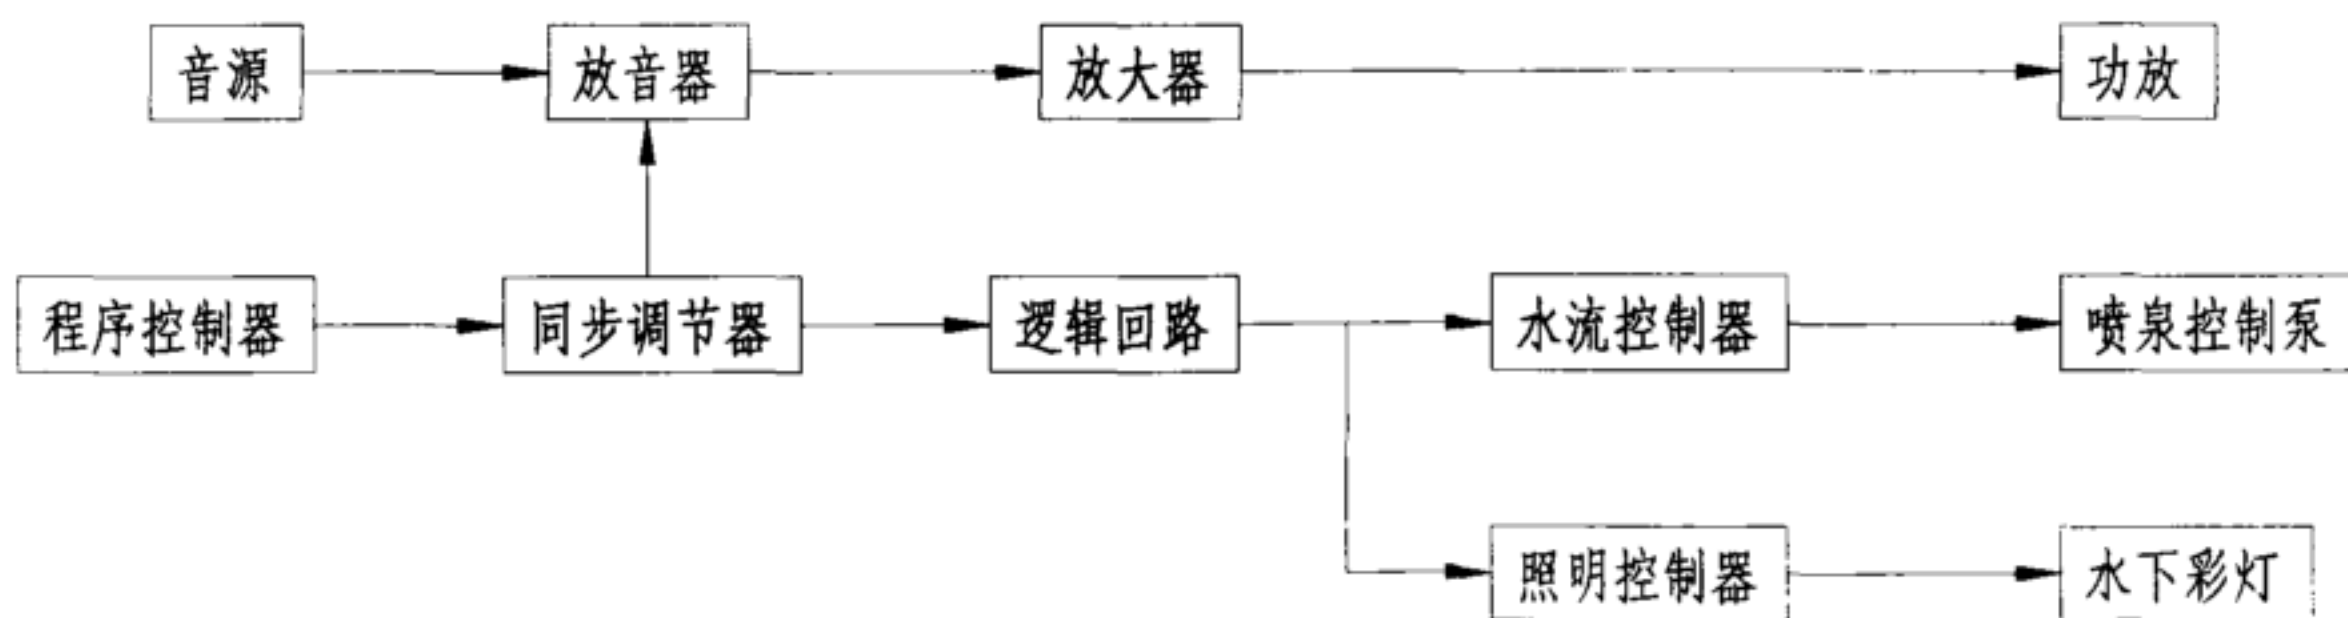 音源
放音器
放大器
功放
程序控制器
同步调节器
逻辑回路
水流控制器
喷泉控制泵
照明控制器
水下彩灯